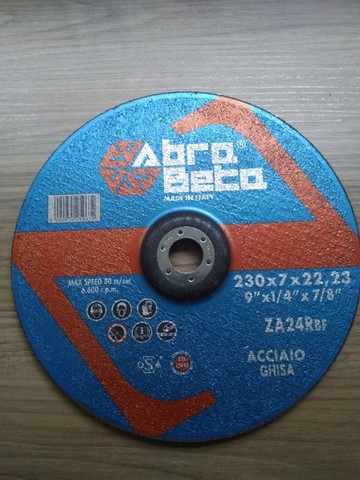 Abra®
Beta
MADE IN ITALY
MAX SPEED 80 m/sec
6.600 r.p.m.
230x7x22,23
9"x1/4"x7/8"
ZA24RBF
ACCIAIO
GHISA